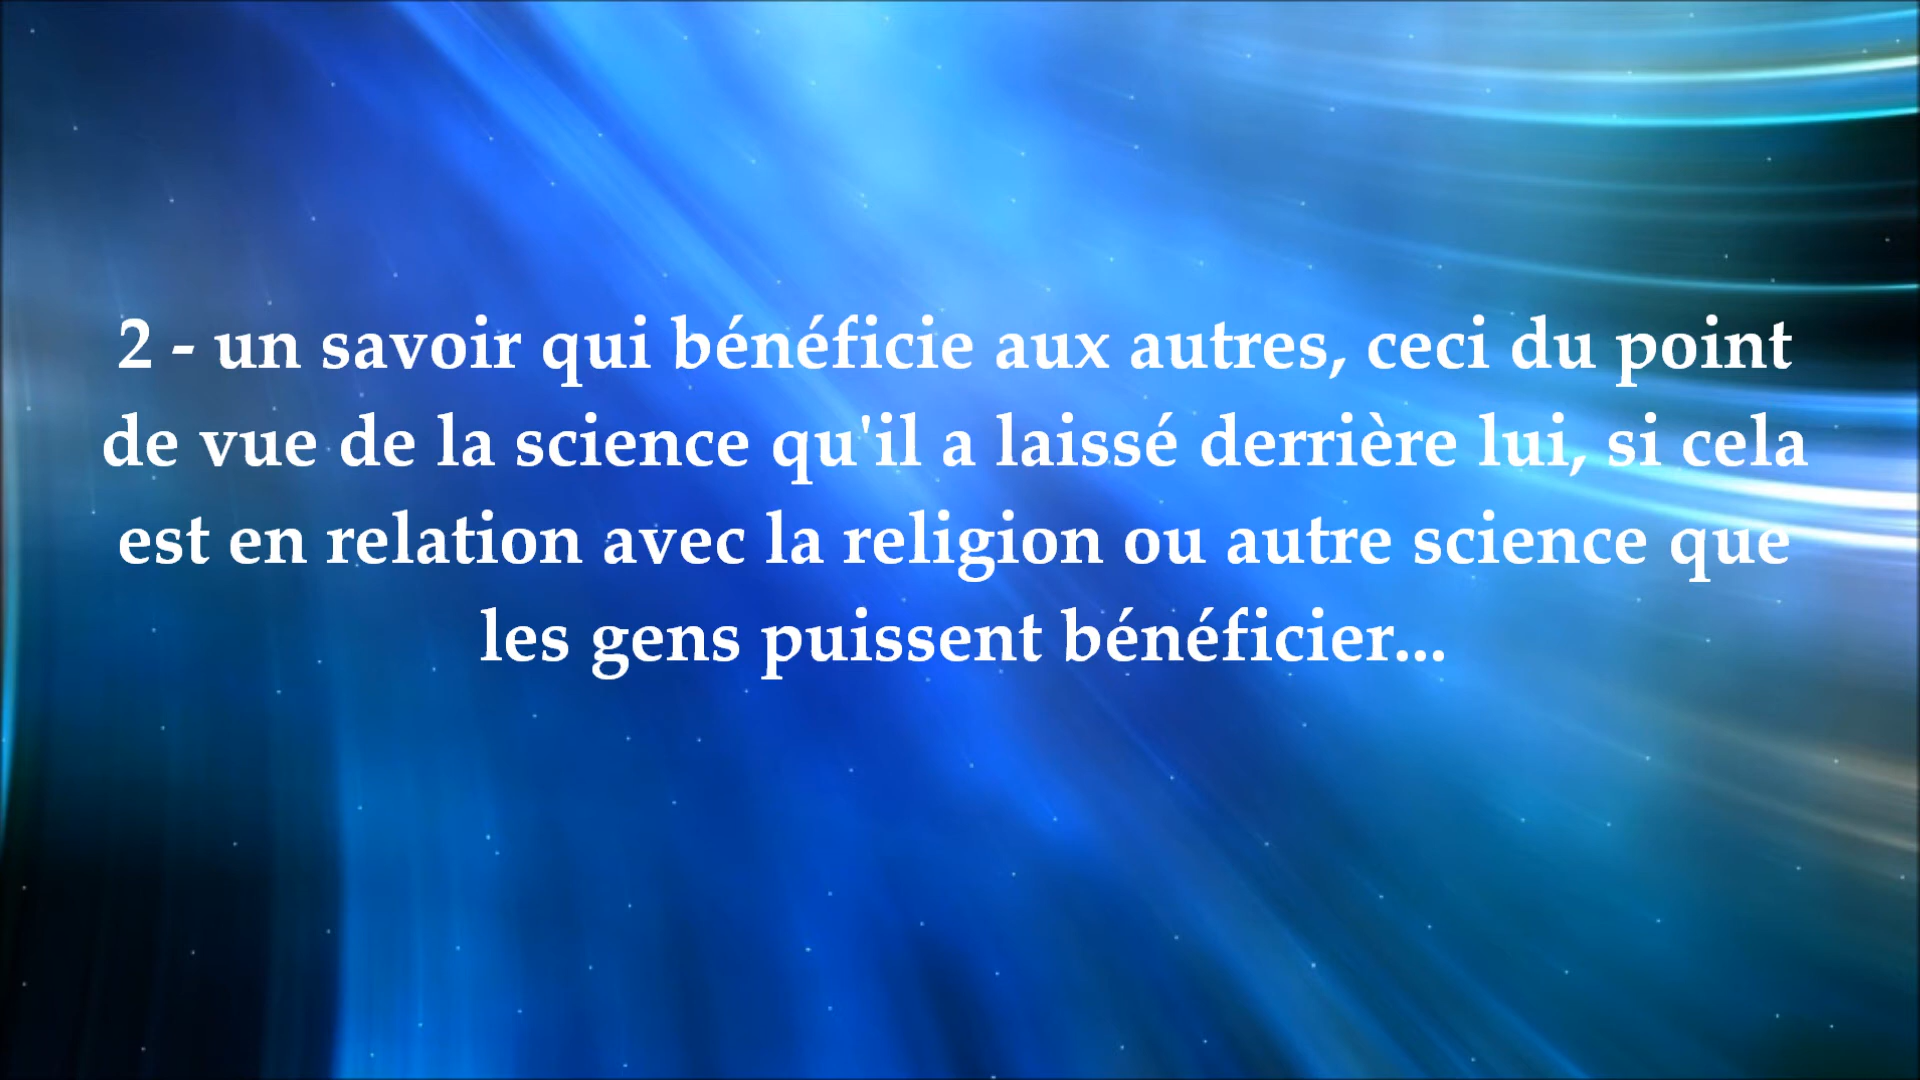 2 - un savoir qui bénéficie aux autres, ceci du point
de vue de la science qu'il a laissé derrière lui, si cela
est en relation avec la religion ou autre science que
les gens puissent bénéficier...